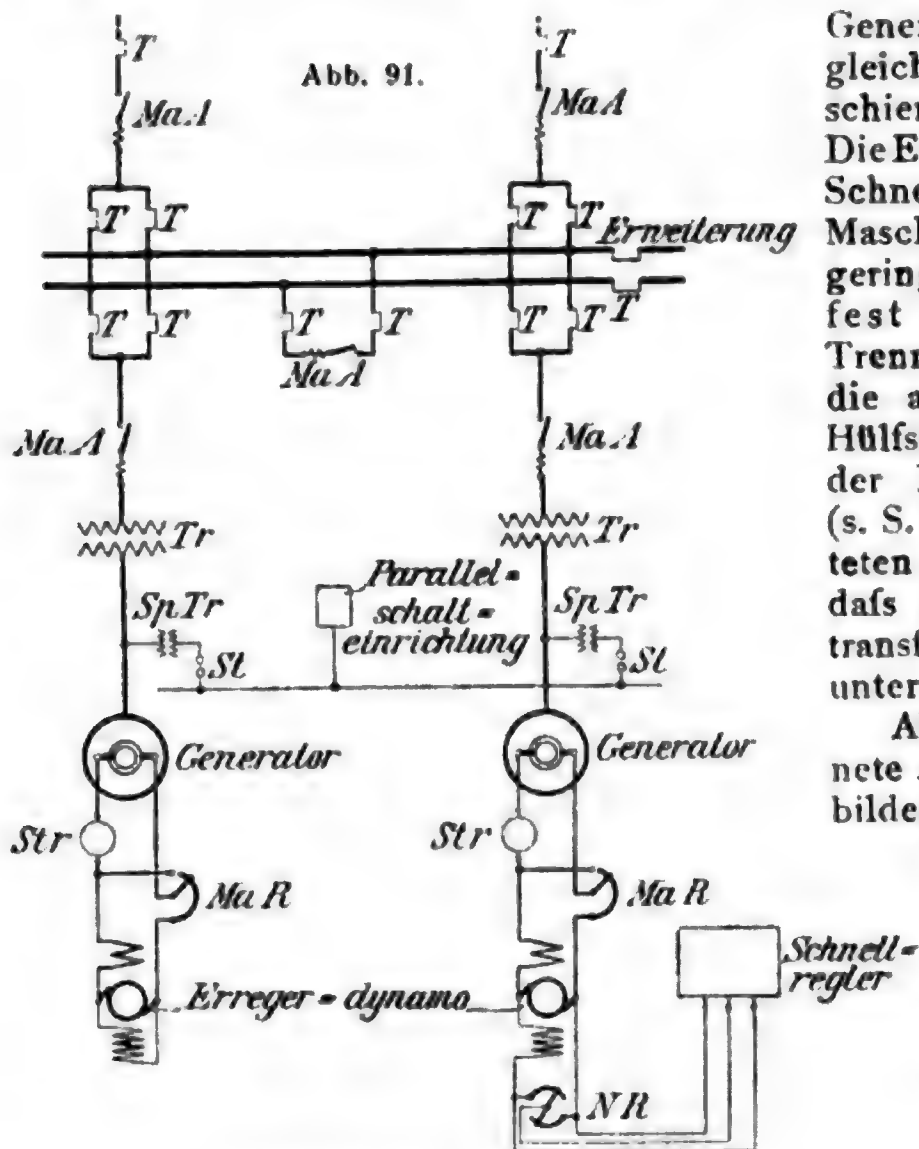 T
T
Abb. 91.
Ma A
Ma A
T T
T T
Erweiterung
T T
T T
T T
T
Ma A
Ma A
Ma A
Tr
Tr
Sp Tr
Parallel=
schalt=
einrichtung
Sp Tr
St
St
Generator
Generator
Str
Str
Ma R
Ma R
Schnell=
regler
Erreger=dynamo
NR
Gener
gleich
schien
Die E
Schne
Masch
gering
fest
Trenn
die a
Hülfs
der
(s. S.
teten
dafs
transf
unter
A
nete
bilde